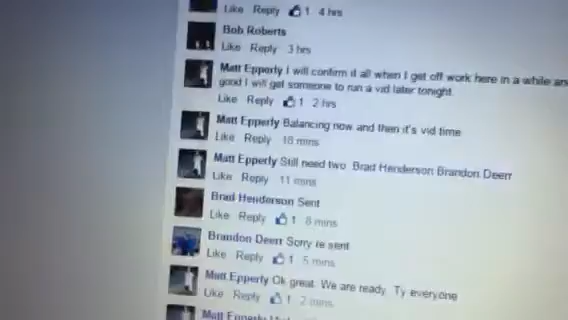 Like Reply 1 4 hrs
Bob Roberts
Like Reply 3 hrs
Matt Epperly I will confirm it all when I get off work here in a while and
good I will get someone to run a vid later tonight.
Like Reply 1 2 hrs
Matt Epperly Balancing now and then it's vid time
Like Reply 18 mins
Matt Epperly Still need two Brad Henderson Brandon Deerr
Like Reply 11 mins
Brad Henderson Sent
Like Reply 1 8 mins
Brandon Deerr Sorry re sent
Like Reply 1 5 mins
Matt Epperly Ok great. We are ready. Ty everyone
Like Reply 1 2 mins
Matt Epperly